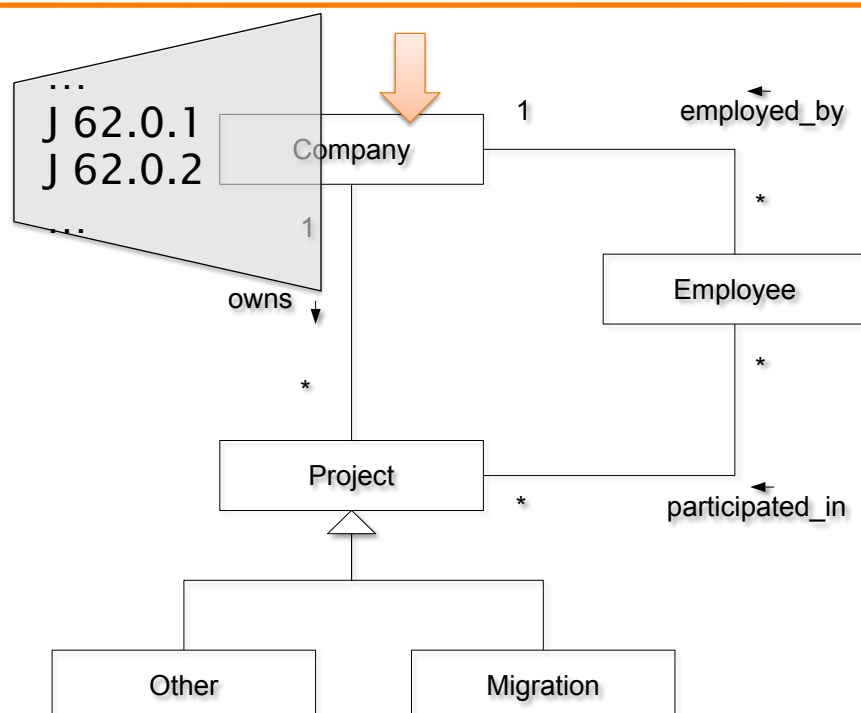 ...
J 62.0.1
J 62.0.2
...
Company
1
1
employed_by
*
Employee
owns
*
*
Project
*
participated_in
Other
Migration